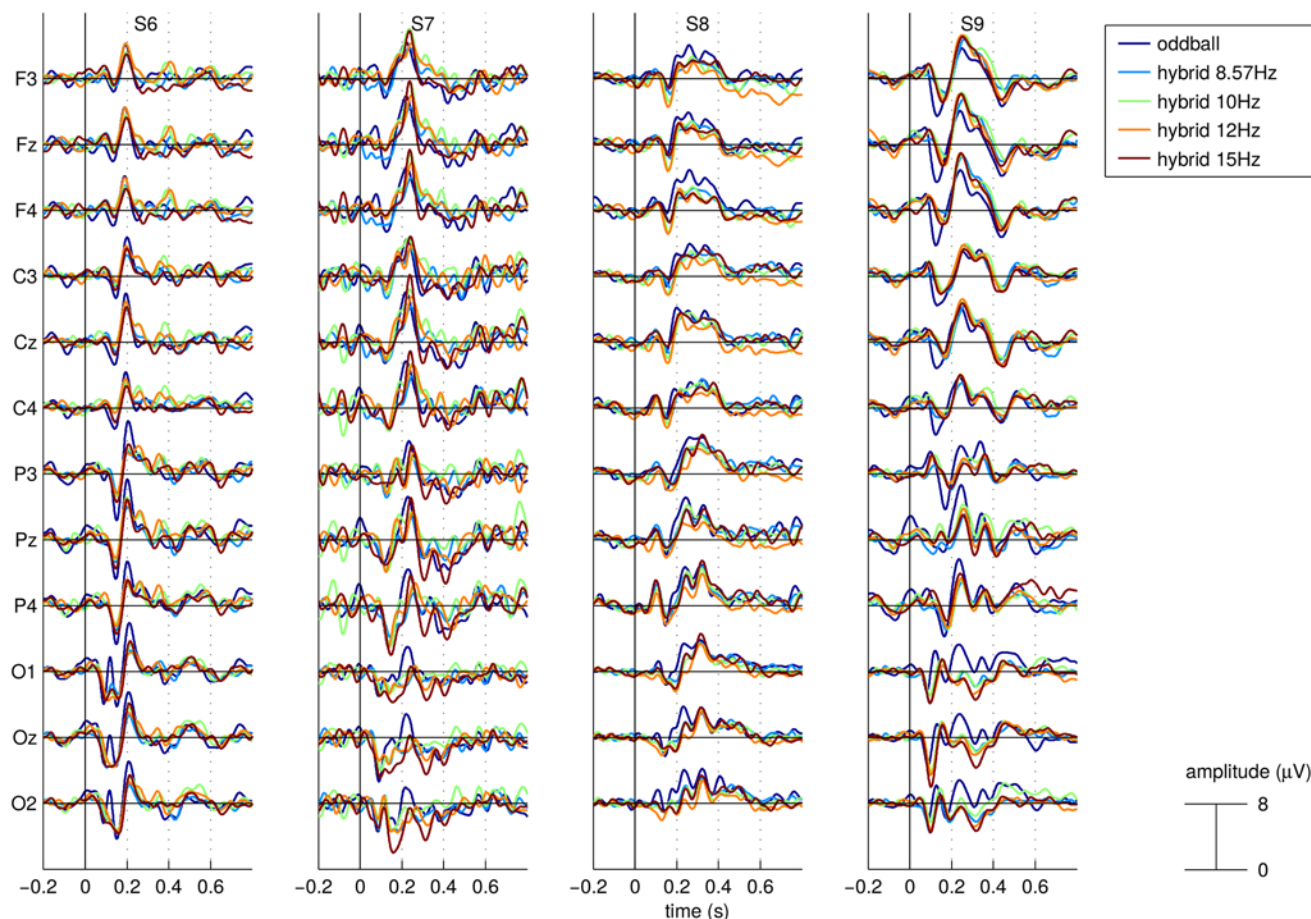 S6 S7 S8 S9
oddball
hybrid 8.57Hz
hybrid 10Hz
hybrid 12Hz
hybrid 15Hz
F3
Fz
F4
C3
Cz
C4
P3
Pz
P4
O1
Oz
O2
amplitude (μV)
8
0
−0.2 0 0.2 0.4 0.6 −0.2 0 0.2 0.4 0.6 −0.2 0 0.2 0.4 0.6 −0.2 0 0.2 0.4 0.6
time (s)